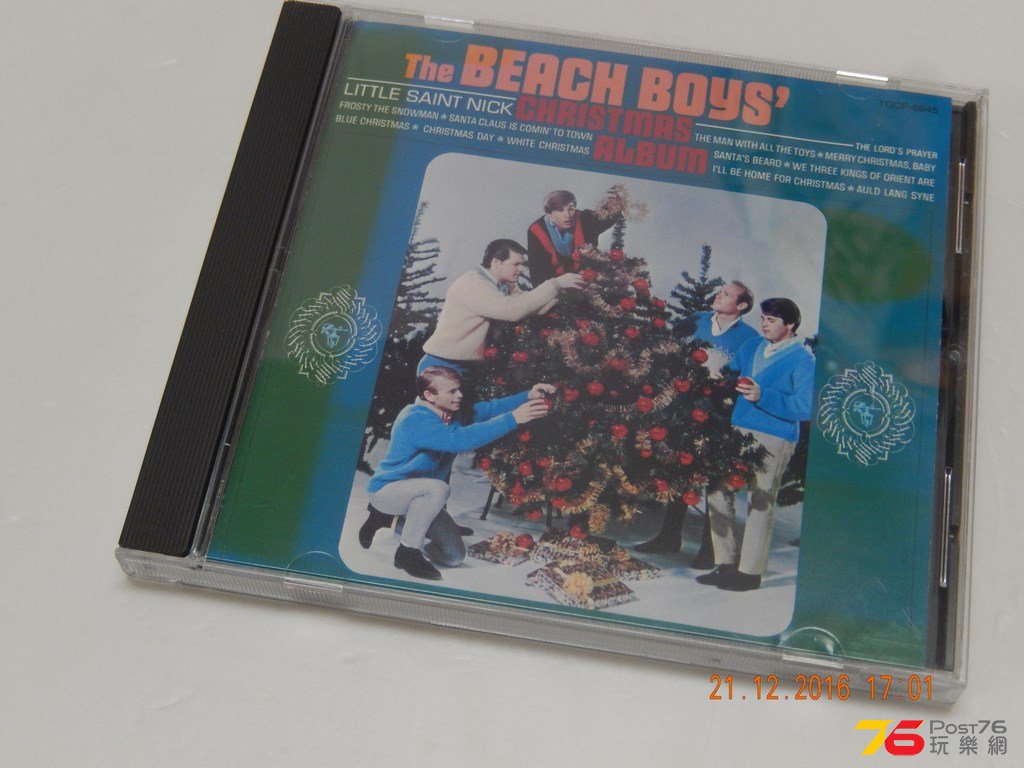 The BEACH BOYS'
CHRISTMAS
ALBUM
TOCP-5945
LITTLE SAINT NICK
FROSTY THE SNOWMAN * SANTA CLAUS IS COMIN' TO TOWN
BLUE CHRISTMAS * CHRISTMAS DAY * WHITE CHRISTMAS
THE LORD'S PRAYER
THE MAN WITH ALL THE TOYS * MERRY CHRISTMAS, BABY
SANTA'S BEARD * WE THREE KINGS OF ORIENT ARE
I'LL BE HOME FOR CHRISTMAS * AULD LANG SYNE
21.12.2016 17:01
76 POST76
玩樂網